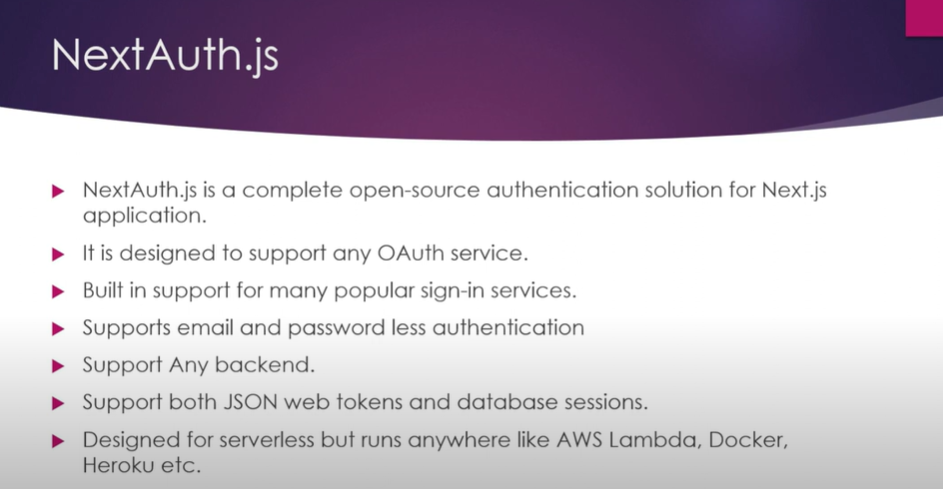 NextAuth.js
NextAuth.js is a complete open-source authentication solution for Next.js
application.
It is designed to support any OAuth service.
Built in support for many popular sign-in services.
Supports email and password less authentication
Support Any backend.
Support both JSON web tokens and database sessions.
Designed for serverless but runs anywhere like AWS Lambda, Docker,
Heroku etc.